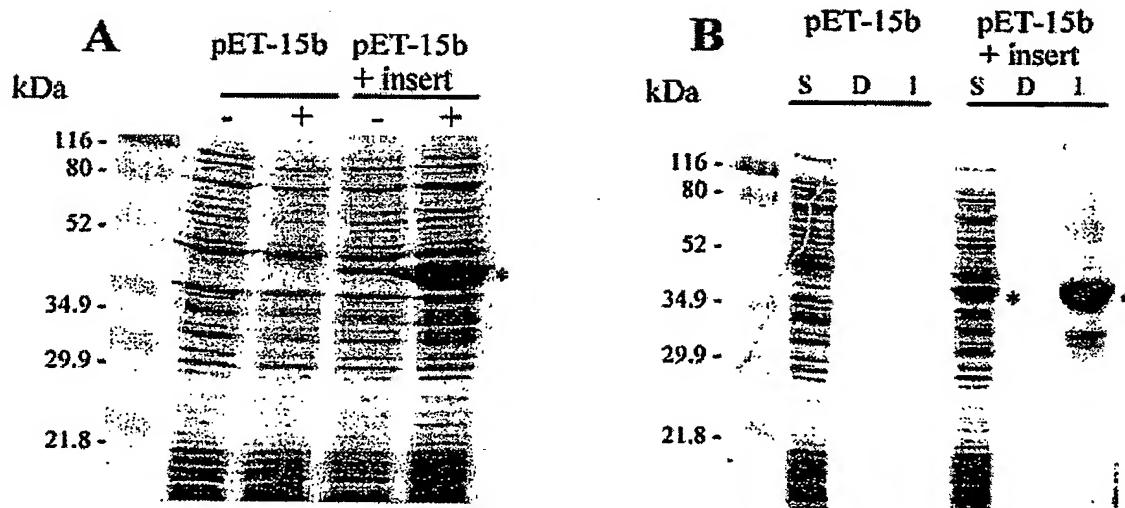 A
pET-15b
pET-15b
+ insert
kDa
- + - +
116 -
80 -
52 -
34.9 -
29.9 -
21.8 -
*
B
pET-15b
pET-15b
+ insert
kDa
S D I
S D I
116 -
80 -
52 -
34.9 -
29.9 -
21.8 -
*
*